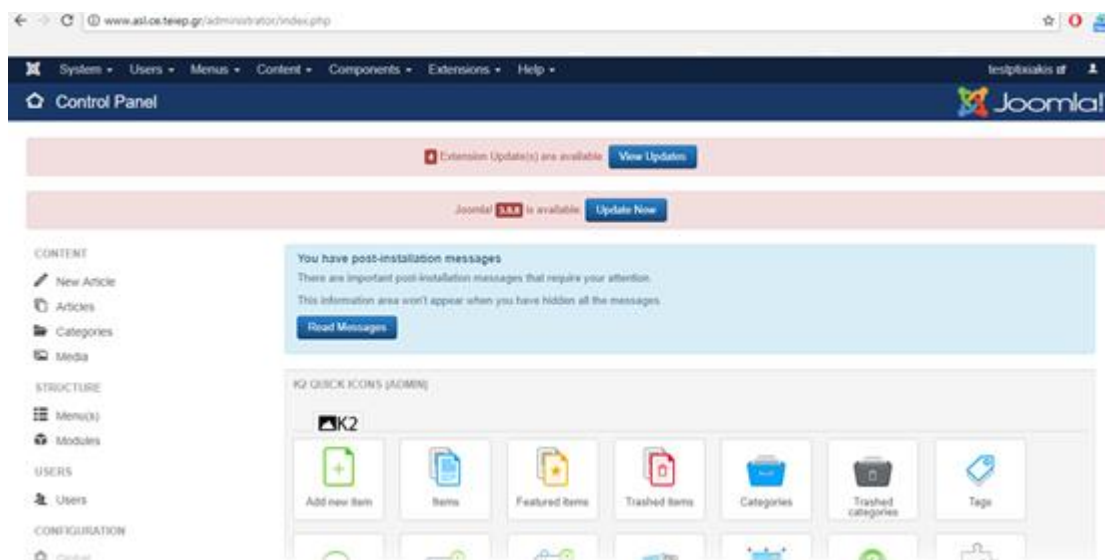 www.asl.ce.teiep.gr/administrator/index.php
System Users Menus Content Components Extensions Help
Control Panel
Joomla!
4 Extension Update(s) are available View Updates
Joomla! is available Update Now
CONTENT
New Article
Articles
Categories
Media
STRUCTURE
Menu(s)
Modules
USERS
Users
CONFIGURATION
Global
You have post-installation messages
There are important post-installation messages that require your attention.
This information area won't appear when you have hidden all the messages.
Read Messages
K2 QUICK ICONS (ADMIN)
K2
Add new item
Items
Featured items
Trashed items
Categories
Trashed
categories
Tags